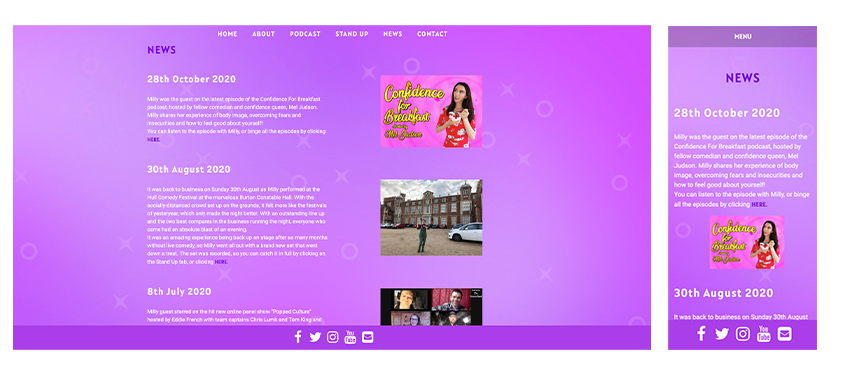 HOME ABOUT PODCAST STAND UP NEWS CONTACT
NEWS
28th October 2020
Milly was the guest on the latest episode of the Confidence For Breakfast
podcast, hosted by fellow comedian and confidence queen, Mel Judson.
Milly shares her experience of body image, overcoming fears and
insecurities and how to feel good about yourself!
You can listen to the episode with Milly, or binge all the episodes by clicking
HERE.
Confidence
for
Breakfast
Mel Judson
30th August 2020
It was back to business on Sunday 30th August as Milly performed at the
Hull Comedy Festival at the marvelous Burton Constable Hall. With the
socially-distanced crowd set up on the grounds, it felt more like the festivals
of yesteryear, which only made the night better. With an outstanding line up
and the two best comperes in the business running the night, everyone who
came had an absolute blast of an evening.
It was an amazing experience being back up on stage after so many months
without live comedy, so Milly went all out with a brand new set that went
down a treat. The set was recorded, so you can catch it in full by clicking on
the Stand Up tab, or clicking HERE.
8th July 2020
Milly guest starred on the hit new online panel show "Popped Culture"
hosted by Eddie French with team captains Chris Lumb and Tom King and,
You
Tube
MENU
NEWS
28th October 2020
Milly was the guest on the latest episode of the
Confidence For Breakfast podcast, hosted by
fellow comedian and confidence queen, Mel
Judson. Milly shares her experience of body
image, overcoming fears and insecurities and
how to feel good about yourself!
You can listen to the episode with Milly, or binge
all the episodes by clicking HERE.
Confidence
for
Breakfast
Mel Judson
30th August 2020
It was back to business on Sunday 30th August
You
Tube